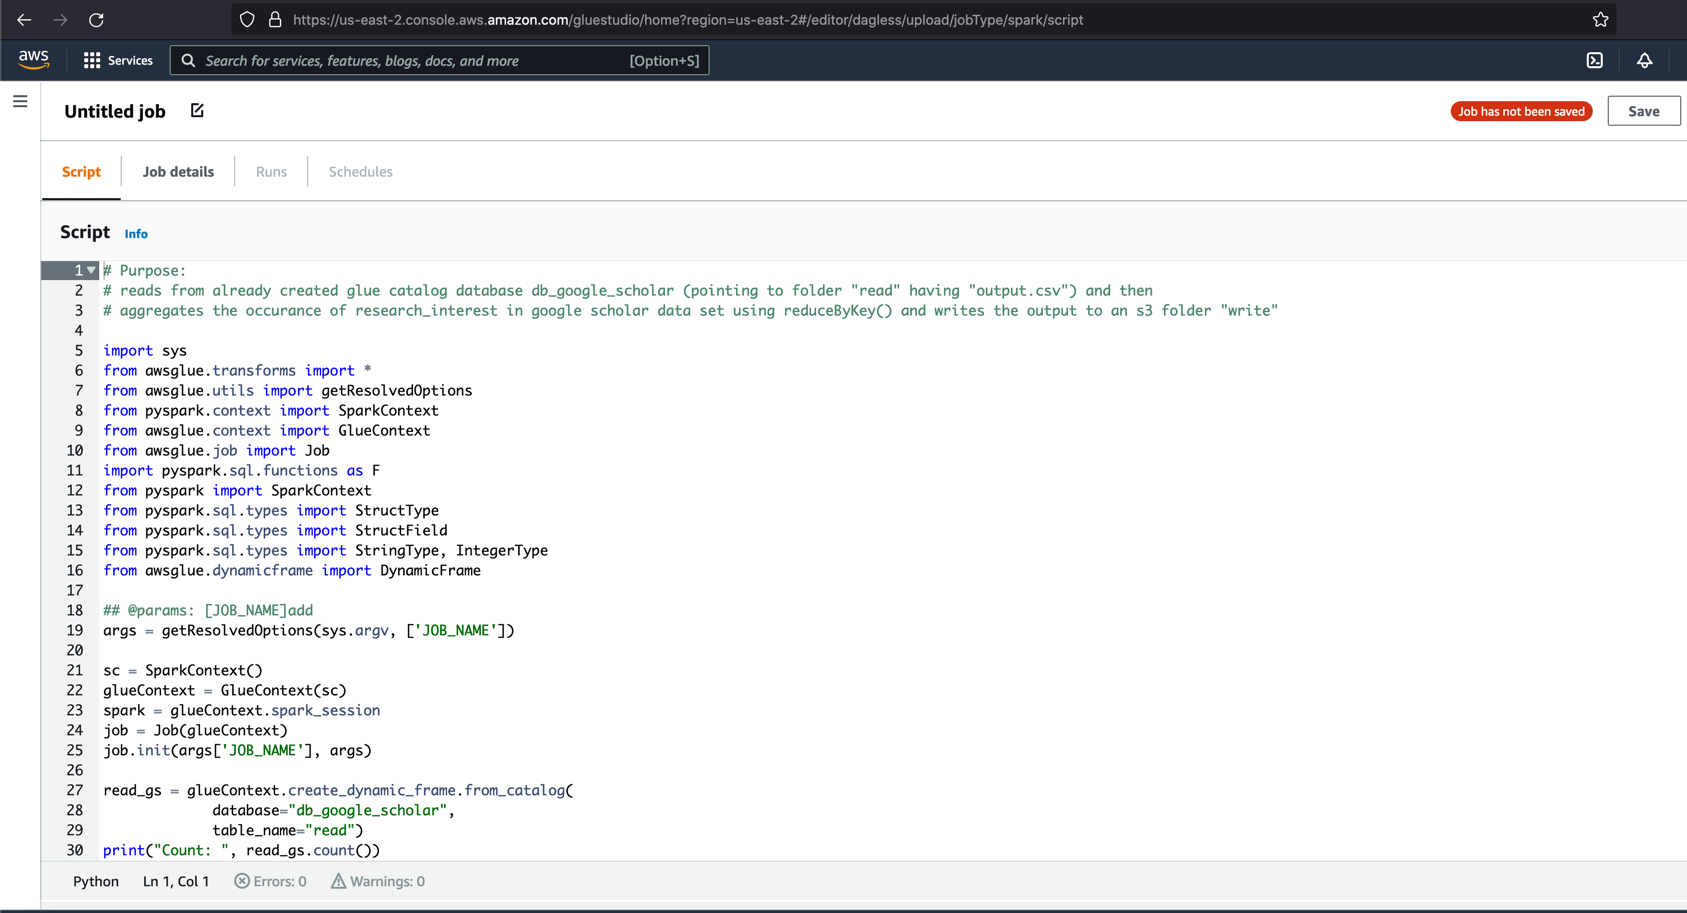 https://us-east-2.console.aws.amazon.com/gluestudio/home?region=us-east-2#/editor/dagless/upload/jobType/spark/script
aws Services Search for services, features, blogs, docs, and more [Option+S]
Untitled job Job has not been saved Save
Script Job details Runs Schedules
Script Info
1 # Purpose:
2 # reads from already created glue catalog database db_google_scholar (pointing to folder "read" having "output.csv") and then
3 # aggregates the occurance of research_interest in google scholar data set using reduceByKey() and writes the output to an s3 folder "write"
4
5 import sys
6 from awsglue.transforms import *
7 from awsglue.utils import getResolvedOptions
8 from pyspark.context import SparkContext
9 from awsglue.context import GlueContext
10 from awsglue.job import Job
11 import pyspark.sql.functions as F
12 from pyspark import SparkContext
13 from pyspark.sql.types import StructType
14 from pyspark.sql.types import StructField
15 from pyspark.sql.types import StringType, IntegerType
16 from awsglue.dynamicframe import DynamicFrame
17
18 ## @params: [JOB_NAME]add
19 args = getResolvedOptions(sys.argv, ['JOB_NAME'])
20
21 sc = SparkContext()
22 glueContext = GlueContext(sc)
23 spark = glueContext.spark_session
24 job = Job(glueContext)
25 job.init(args['JOB_NAME'], args)
26
27 read_gs = glueContext.create_dynamic_frame.from_catalog(
28 database="db_google_scholar",
29 table_name="read")
30 print("Count: ", read_gs.count())
Python Ln 1, Col 1 Errors: 0 Warnings: 0